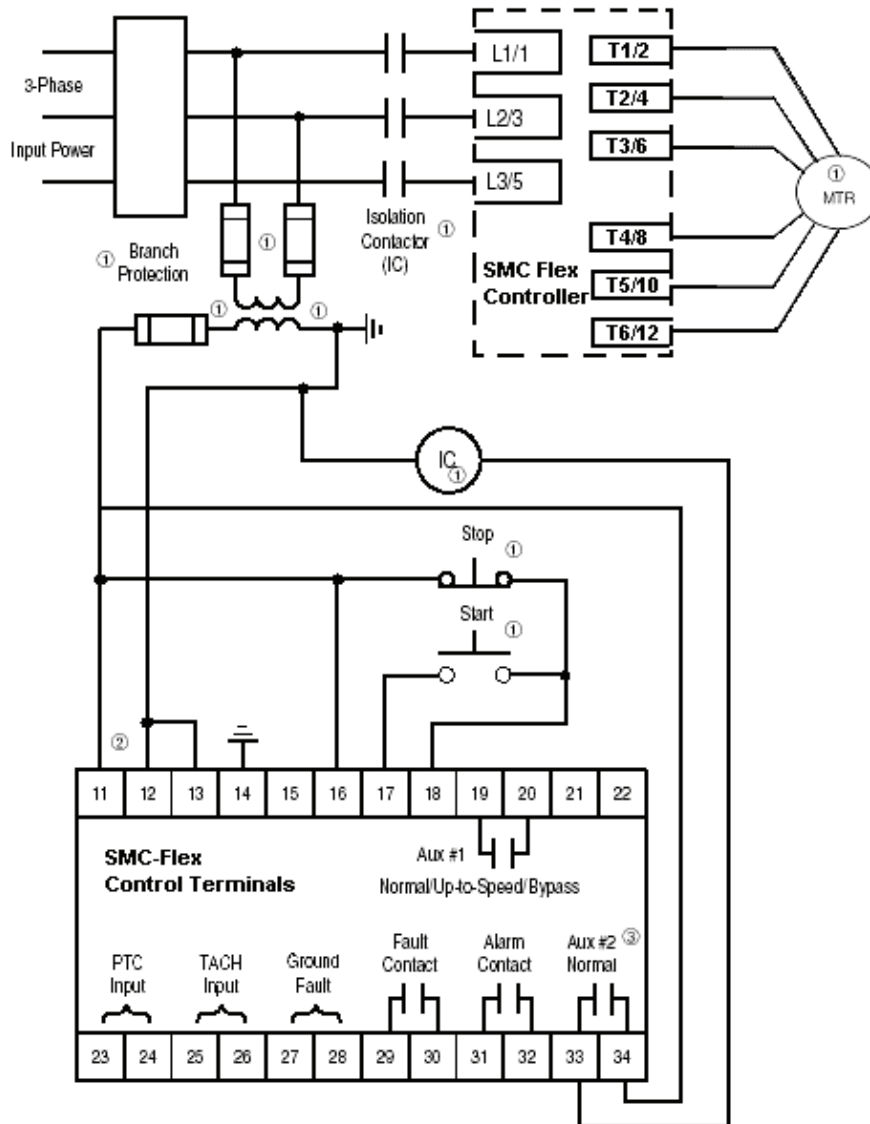 3-Phase
Input Power
L1/1
L2/3
L3/5
T1/2
T2/4
T3/6
T4/8
T5/10
T6/12
① MTR
① Branch
Protection
①
Isolation
Contactor
(IC)
①
SMC Flex
Controller
①
①
IC ①
Stop
①
Start
①
②
11 12 13 14 15 16 17 18 19 20 21 22
SMC-Flex
Control Terminals
Aux #1
Normal/Up-to-Speed/Bypass
PTC
Input
TACH
Input
Ground
Fault
Fault
Contact
Alarm
Contact
Aux #2 ③
Normal
23 24 25 26 27 28 29 30 31 32 33 34